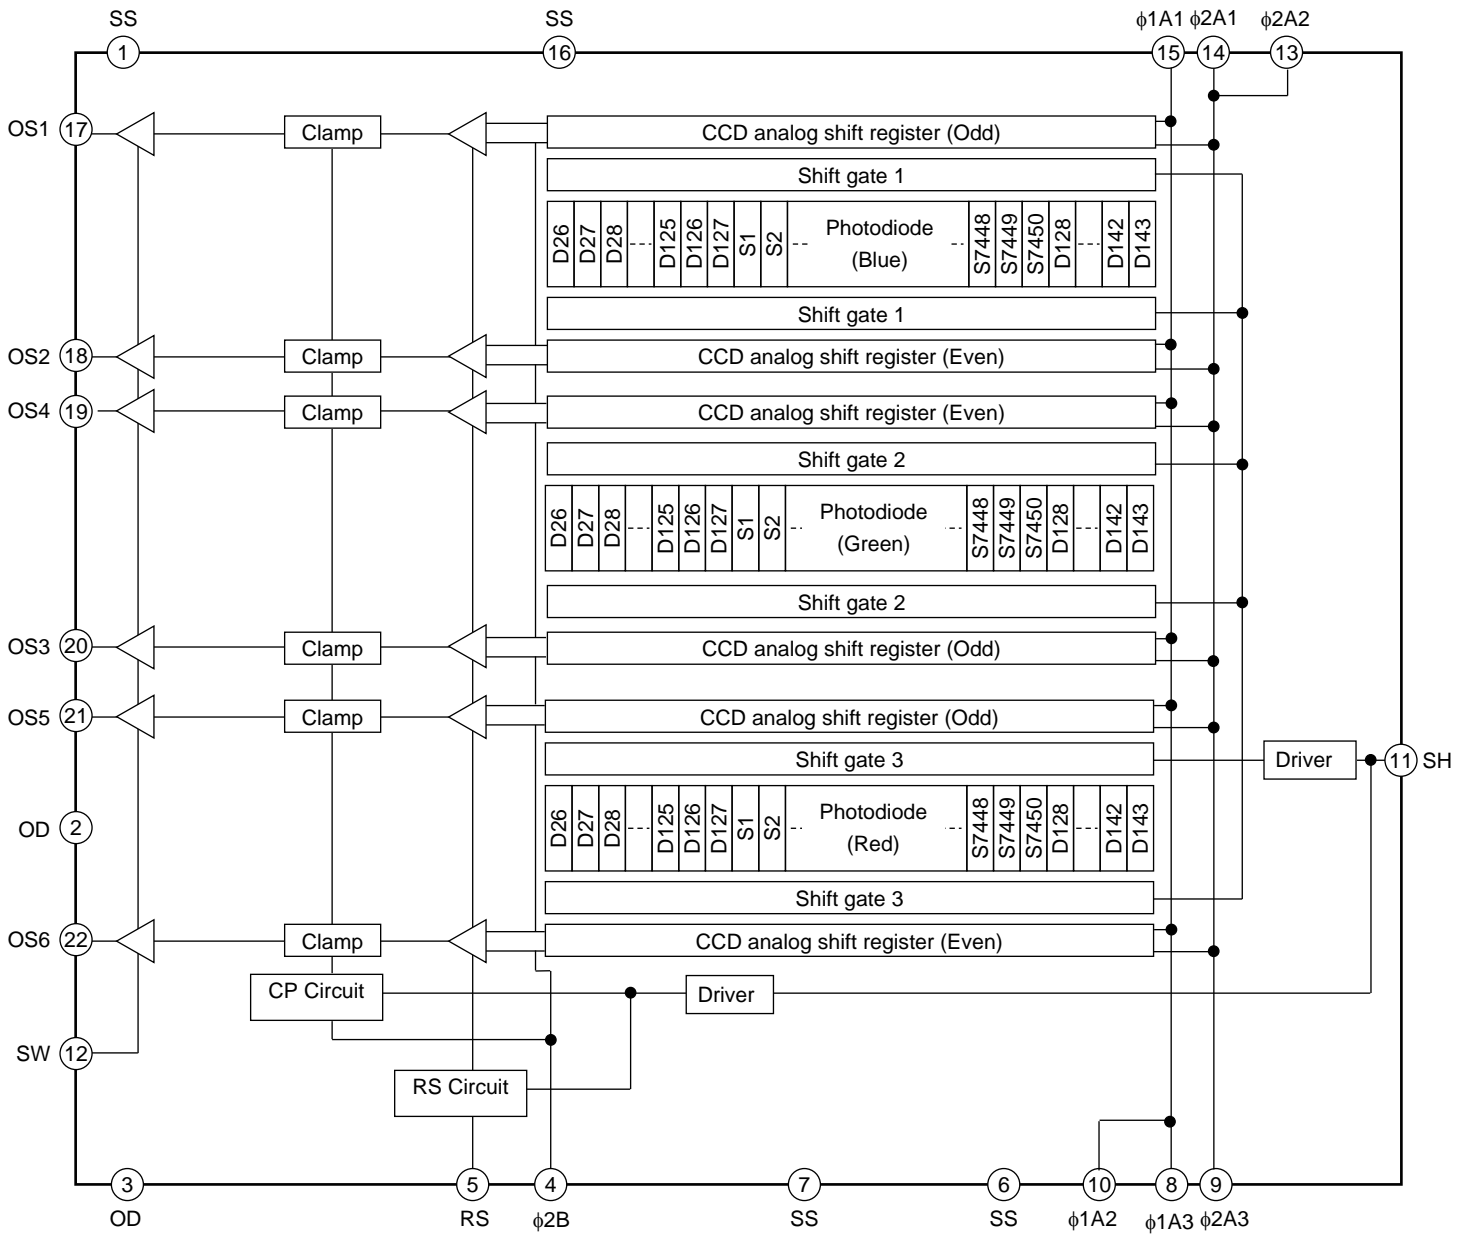 SS SS ϕ1A1 ϕ2A1 ϕ2A2
1 16 15 14 13
OS1 17 Clamp CCD analog shift register (Odd)
Shift gate 1
D26 D27 D28 D125 D126 D127 S1 S2 Photodiode S7448 S7449 S7450 D128 D142 D143
(Blue)
Shift gate 1
OS2 18 Clamp CCD analog shift register (Even)
OS4 19 Clamp CCD analog shift register (Even)
Shift gate 2
D26 D27 D28 D125 D126 D127 S1 S2 Photodiode S7448 S7449 S7450 D128 D142 D143
(Green)
Shift gate 2
OS3 20 Clamp CCD analog shift register (Odd)
OS5 21 Clamp CCD analog shift register (Odd)
Shift gate 3 Driver 11 SH
OD 2 D26 D27 D28 D125 D126 D127 S1 S2 Photodiode S7448 S7449 S7450 D128 D142 D143
(Red)
Shift gate 3
OS6 22 Clamp CCD analog shift register (Even)
CP Circuit Driver
SW 12
RS Circuit
3 5 4 7 6 10 8 9
OD RS ϕ2B SS SS ϕ1A2 ϕ1A3 ϕ2A3